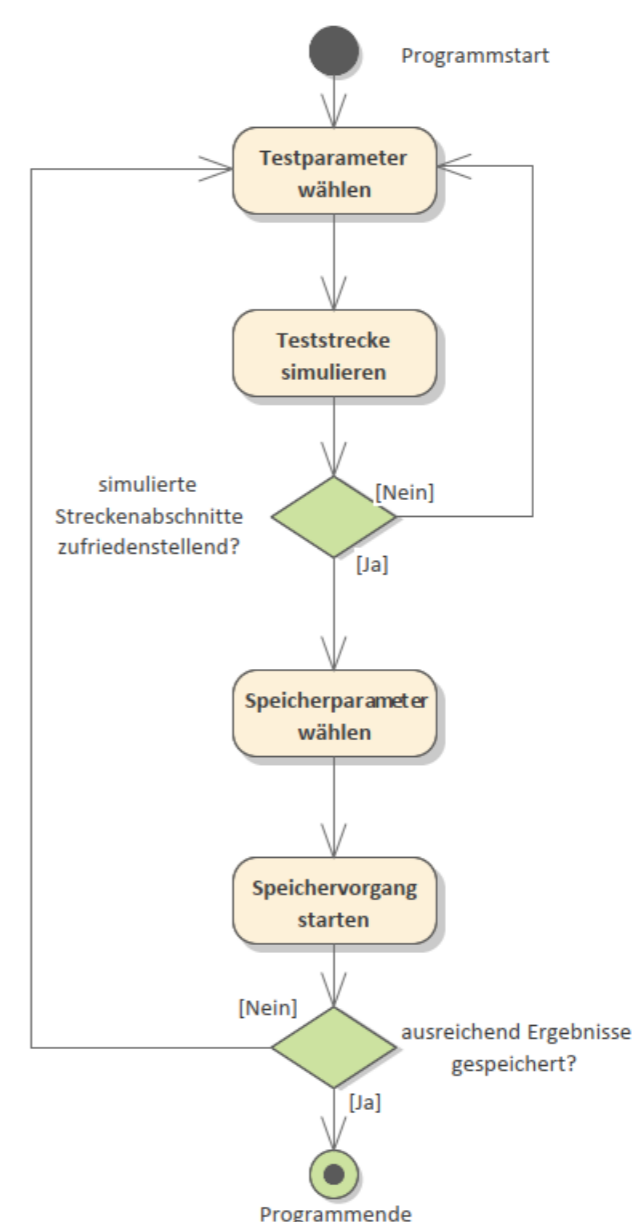 Programmstart
Testparameter
wählen
Teststrecke
simulieren
simulierte
Streckenabschnitte
zufriedenstellend?
[Nein]
[Ja]
Speicherparameter
wählen
Speichervorgang
starten
[Nein]
ausreichend Ergebnisse
gespeichert?
[Ja]
Programmende